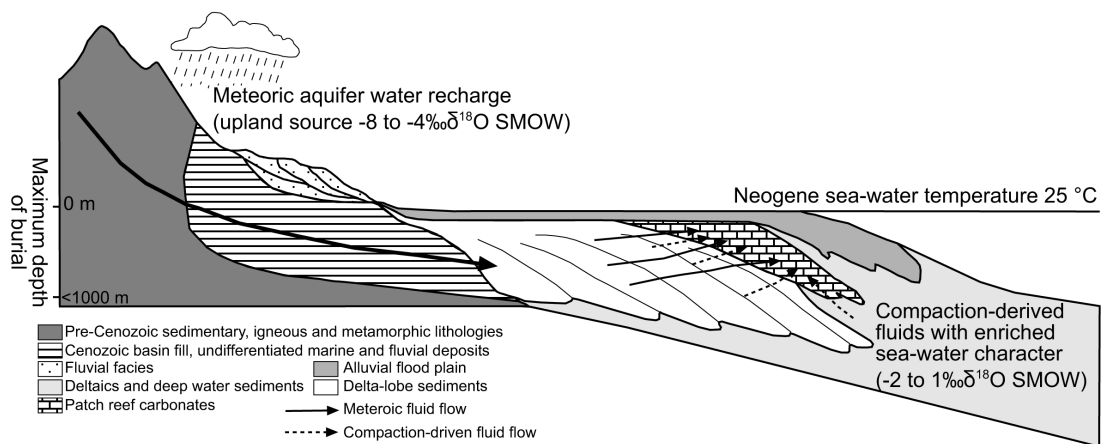 Meteoric aquifer water recharge
(upland source -8 to -4‰δ¹⁸O SMOW)
Neogene sea-water temperature 25 °C
Maximum depth
of burial
0 m
<1000 m
Compaction-derived
fluids with enriched
sea-water character
(-2 to 1‰δ¹⁸O SMOW)
Pre-Cenozoic sedimentary, igneous and metamorphic lithologies
Cenozoic basin fill, undifferentiated marine and fluvial deposits
Fluvial facies
Alluvial flood plain
Deltaics and deep water sediments
Delta-lobe sediments
Patch reef carbonates
Meteroic fluid flow
Compaction-driven fluid flow